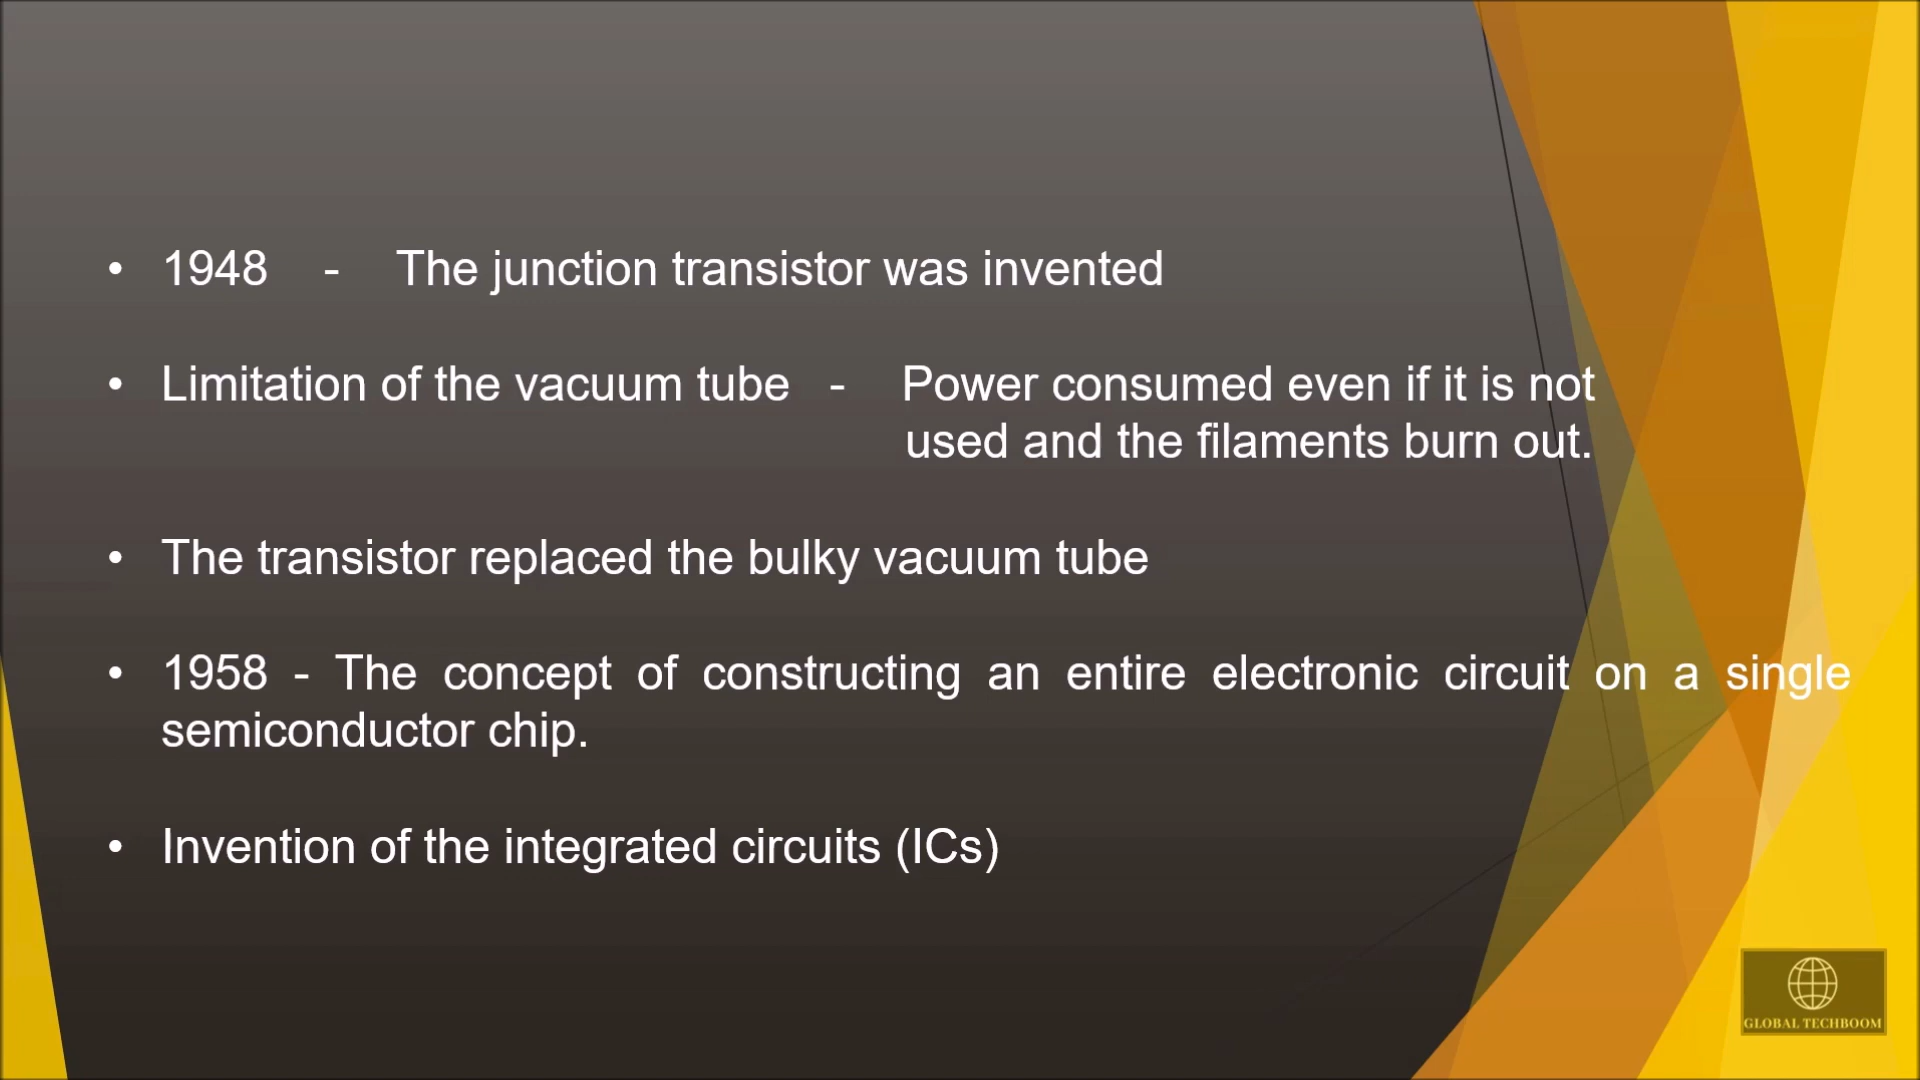 • 1948 - The junction transistor was invented
• Limitation of the vacuum tube - Power consumed even if it is not
used and the filaments burn out.
• The transistor replaced the bulky vacuum tube
• 1958 - The concept of constructing an entire electronic circuit on a single
semiconductor chip.
• Invention of the integrated circuits (ICs)
GLOBAL TECHBOOM